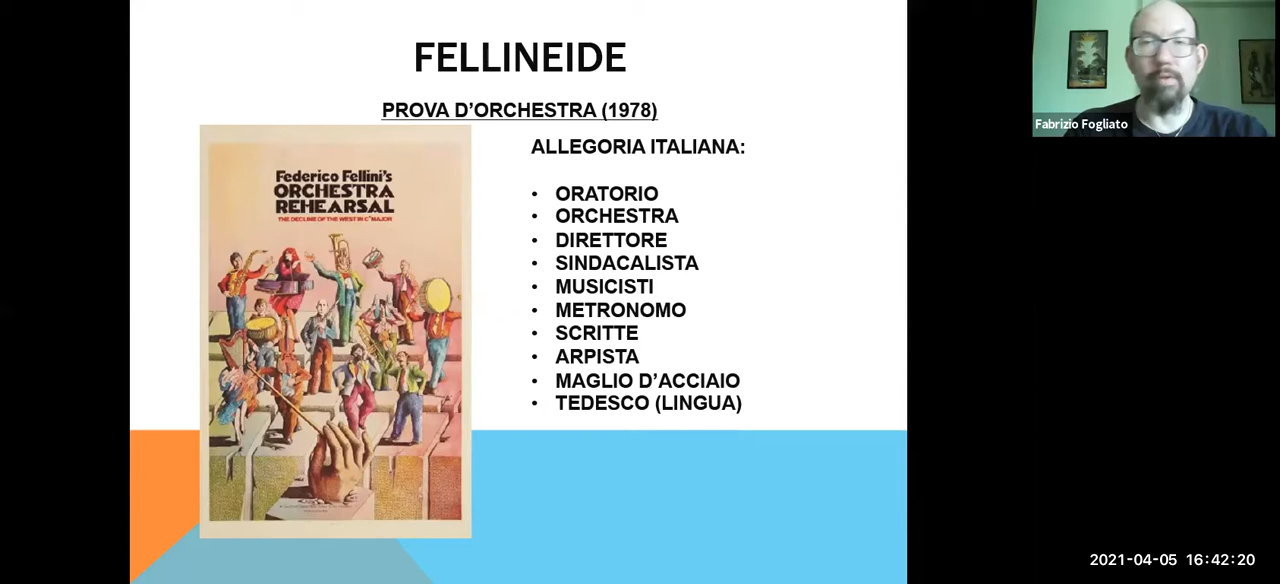 FELLINEIDE
PROVA D'ORCHESTRA (1978)
Federico Fellini's
ORCHESTRA
REHEARSAL
THE DECLINE OF THE WEST IN C# MAJOR
ALLEGORIA ITALIANA:
• ORATORIO
• ORCHESTRA
• DIRETTORE
• SINDACALISTA
• MUSICISTI
• METRONOMO
• SCRITTE
• ARPISTA
• MAGLIO D'ACCIAIO
• TEDESCO (LINGUA)
Fabrizio Fogliato
2021-04-05 16:42:20